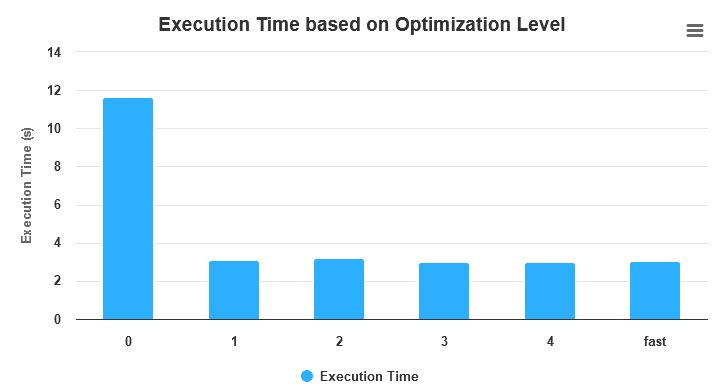 Execution Time based on Optimization Level
14
12
10
8
6
4
2
0
Execution Time (s)
0 1 2 3 4 fast
Execution Time